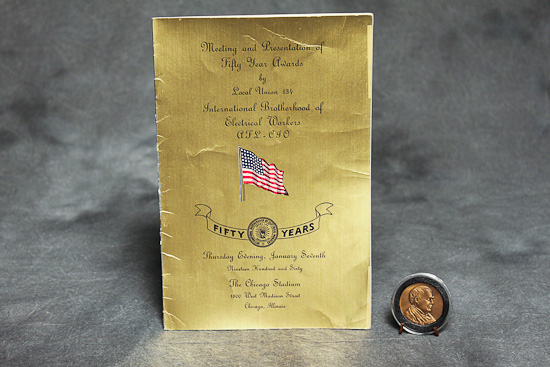 Meeting and Presentation of
Fifty Year Awards
by
Local Union 134
International Brotherhood of
Electrical Workers
AFL-CIO
FIFTY YEARS
Thursday Evening, January Seventh
Nineteen Hundred and Sixty
The Chicago Stadium
1800 West Madison Street
Chicago, Illinois